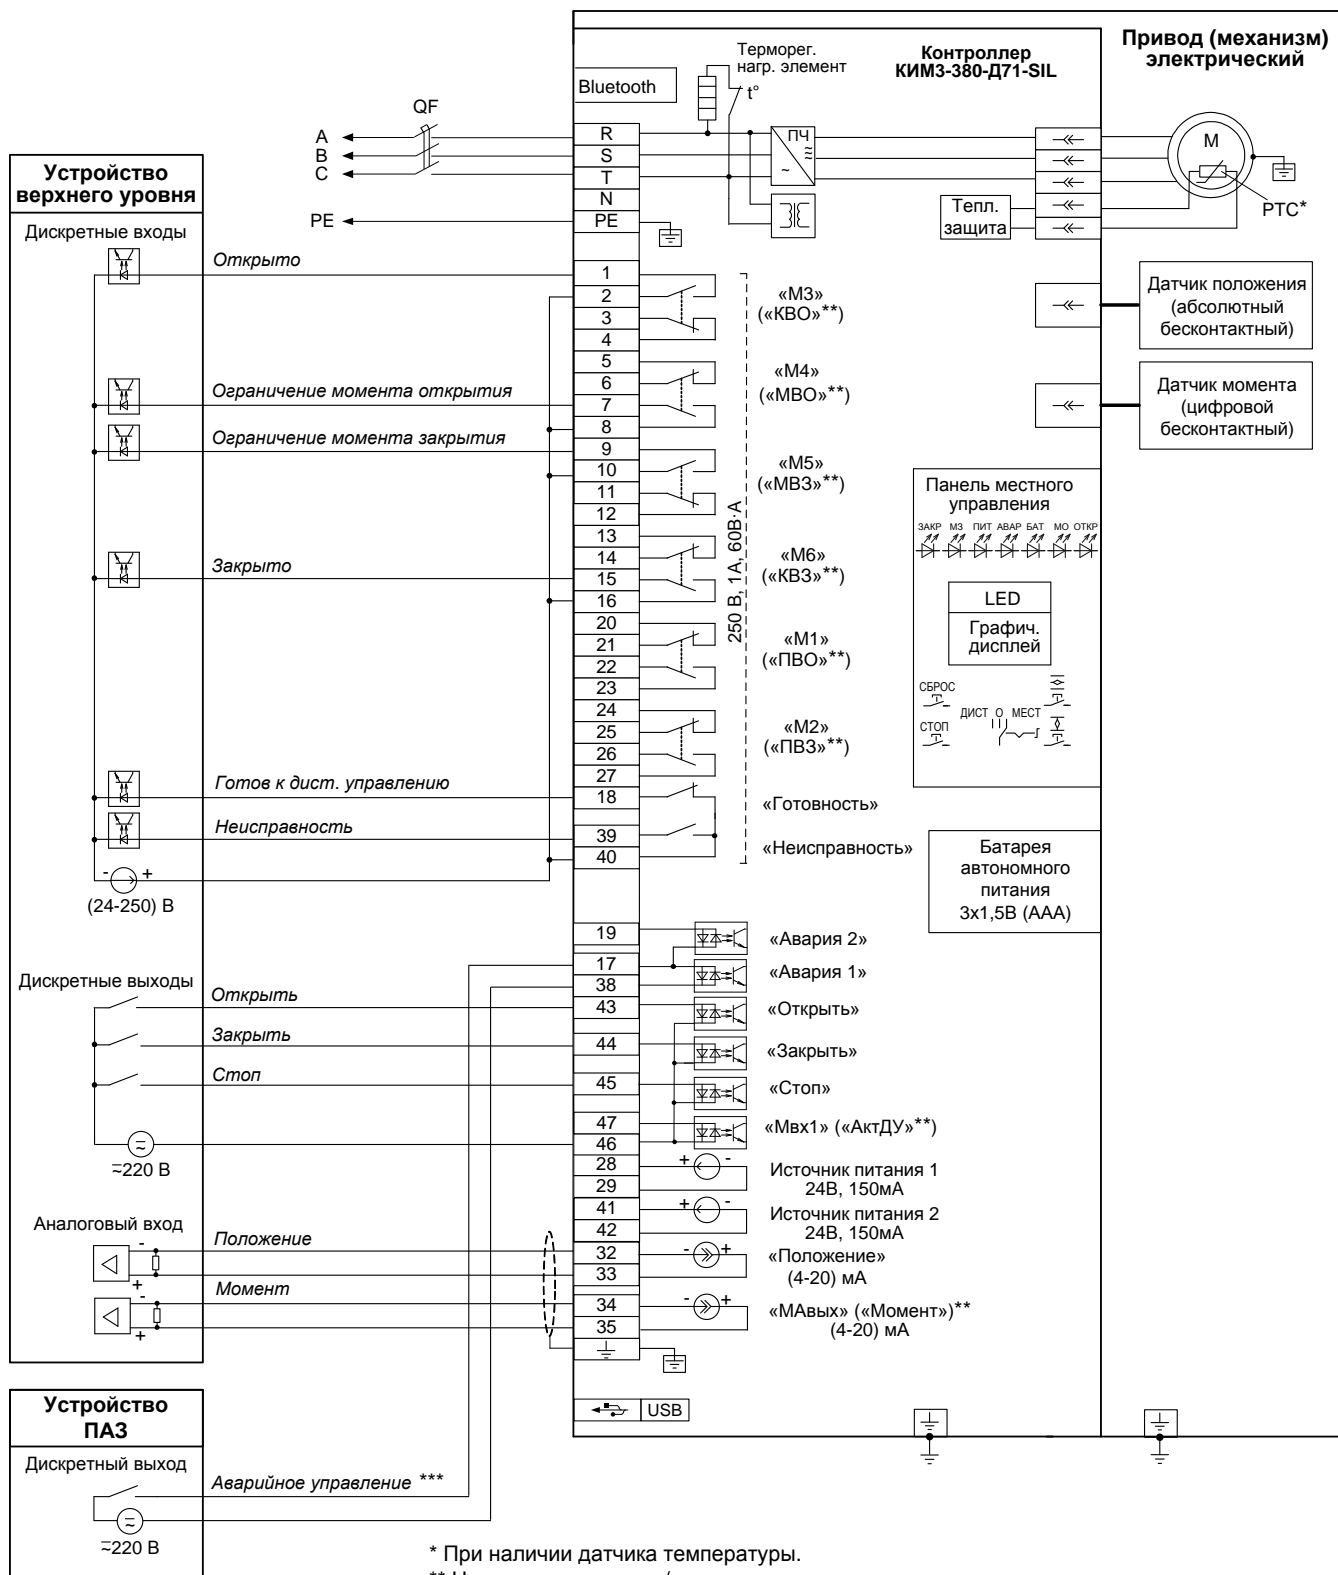 Привод (механизм)
электрический
Контроллер
КИМ3-380-Д71-SIL
Терморег.
нагр. элемент
t°
Bluetooth
QF
A
B
C
PE
R
S
T
N
PE
ПЧ
M
PTC*
Тепл.
защита
Устройство
верхнего уровня
Дискретные входы
Открыто
Ограничение момента открытия
Ограничение момента закрытия
Закрыто
Готов к дист. управлению
Неисправность
- +
(24-250) В
1
2
3
4
5
6
7
8
9
10
11
12
13
14
15
16
20
21
22
23
24
25
26
27
18
39
40
250 В, 1А, 60В·А
«М3»
(«КВО»**)
«М4»
(«МВО»**)
«М5»
(«МВЗ»**)
«М6»
(«КВЗ»**)
«М1»
(«ПВО»**)
«М2»
(«ПВЗ»**)
«Готовность»
«Неисправность»
Датчик положения
(абсолютный
бесконтактный)
Датчик момента
(цифровой
бесконтактный)
Панель местного
управления
ЗАКР МЗ ПИТ АВАР БАТ МО ОТКР
LED
Графич.
дисплей
СБРОС
ДИСТ О МЕСТ
СТОП
Батарея
автономного
питания
3x1,5В (ААА)
Дискретные выходы
Открыть
Закрыть
Стоп
≂220 В
19
17
38
43
44
45
47
46
28
29
41
42
32
33
34
35
«Авария 2»
«Авария 1»
«Открыть»
«Закрыть»
«Стоп»
«Мвх1» («АктДУ»**)
+ -
Источник питания 1
24В, 150мА
+ -
Источник питания 2
24В, 150мА
- +
«Положение»
(4-20) мА
- +
«МАвых» («Момент»)**
(4-20) мА
Аналоговый вход
-
Положение
+
-
Момент
+
USB
Устройство
ПАЗ
Дискретный выход
Аварийное управление ***
≂220 В
* При наличии датчика температуры.